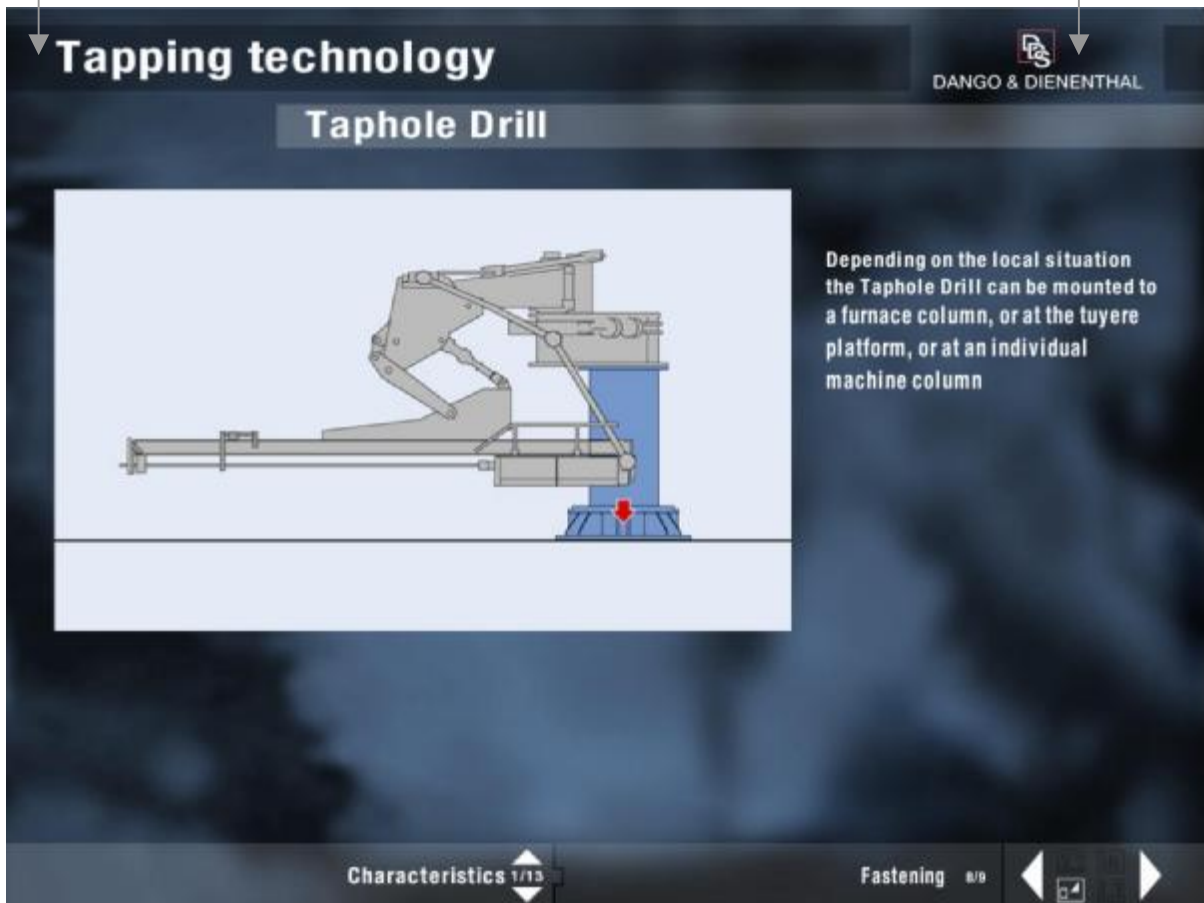 Tapping technology
DDS
DANGO & DIENENTHAL
Taphole Drill
Depending on the local situation
the Taphole Drill can be mounted to
a furnace column, or at the tuyere
platform, or at an individual
machine column
Characteristics 1/13
Fastening 8/9